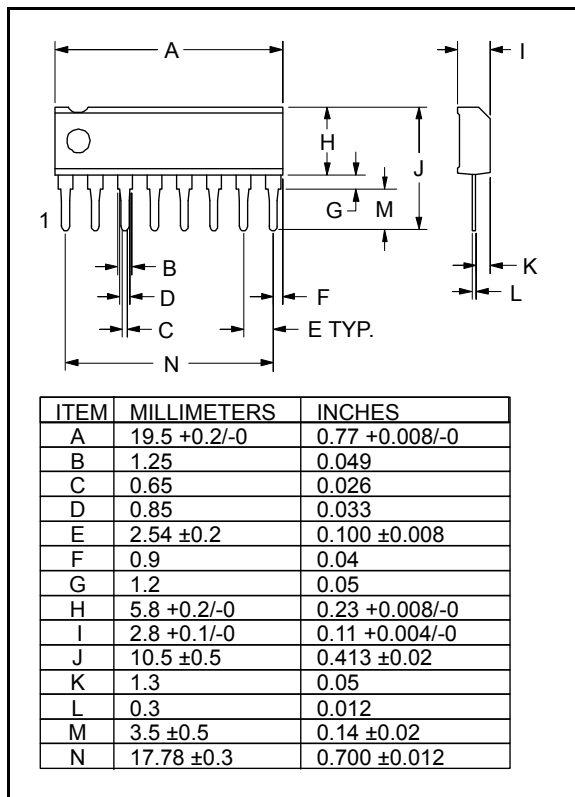 A
I
H
J
G
M
1
B
K
D
F
L
C
E TYP.
N
ITEM MILLIMETERS INCHES
A 19.5 +0.2/-0 0.77 +0.008/-0
B 1.25 0.049
C 0.65 0.026
D 0.85 0.033
E 2.54 ±0.2 0.100 ±0.008
F 0.9 0.04
G 1.2 0.05
H 5.8 +0.2/-0 0.23 +0.008/-0
I 2.8 +0.1/-0 0.11 +0.004/-0
J 10.5 ±0.5 0.413 ±0.02
K 1.3 0.05
L 0.3 0.012
M 3.5 ±0.5 0.14 ±0.02
N 17.78 ±0.3 0.700 ±0.012